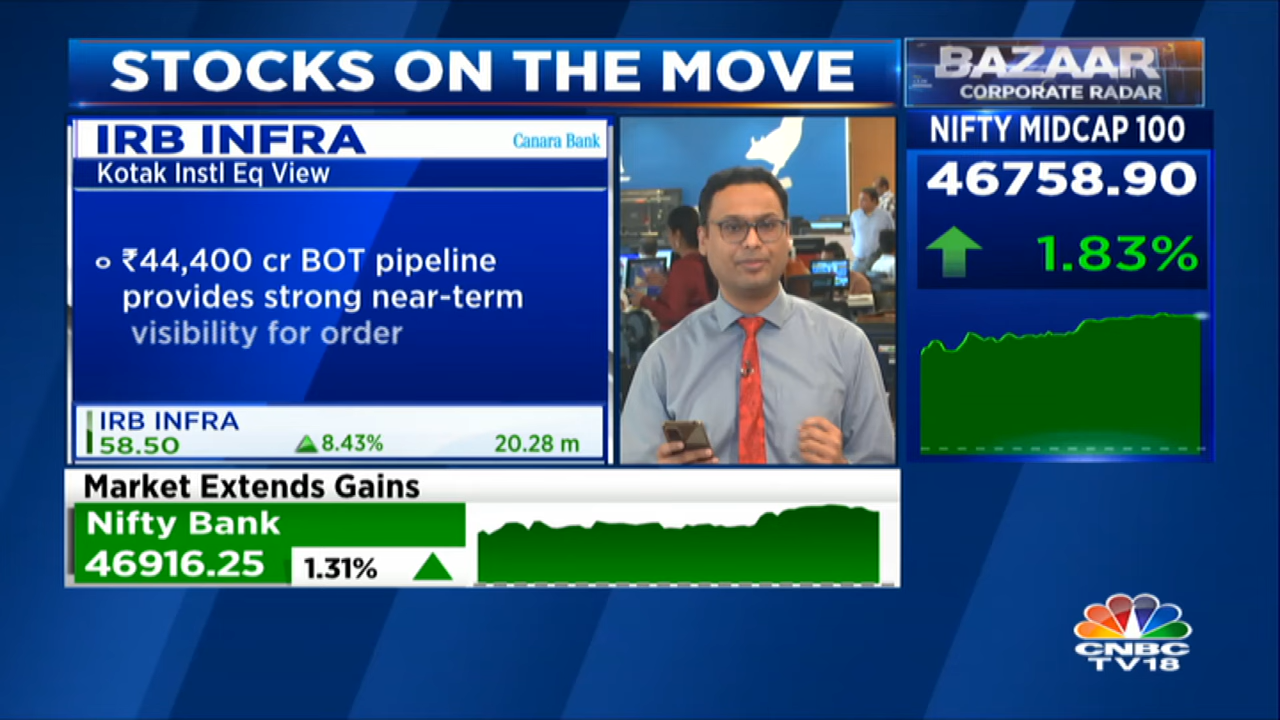 STOCKS ON THE MOVE
BAZAAR
CORPORATE RADAR
IRB INFRA
Canara Bank
Kotak Instl Eq View
₹44,400 cr BOT pipeline
provides strong near-term
visibility for order
IRB INFRA
58.50
8.43%
20.28 m
NIFTY MIDCAP 100
46758.90
1.83%
Market Extends Gains
Nifty Bank
46916.25
1.31%
CNBC
TV18